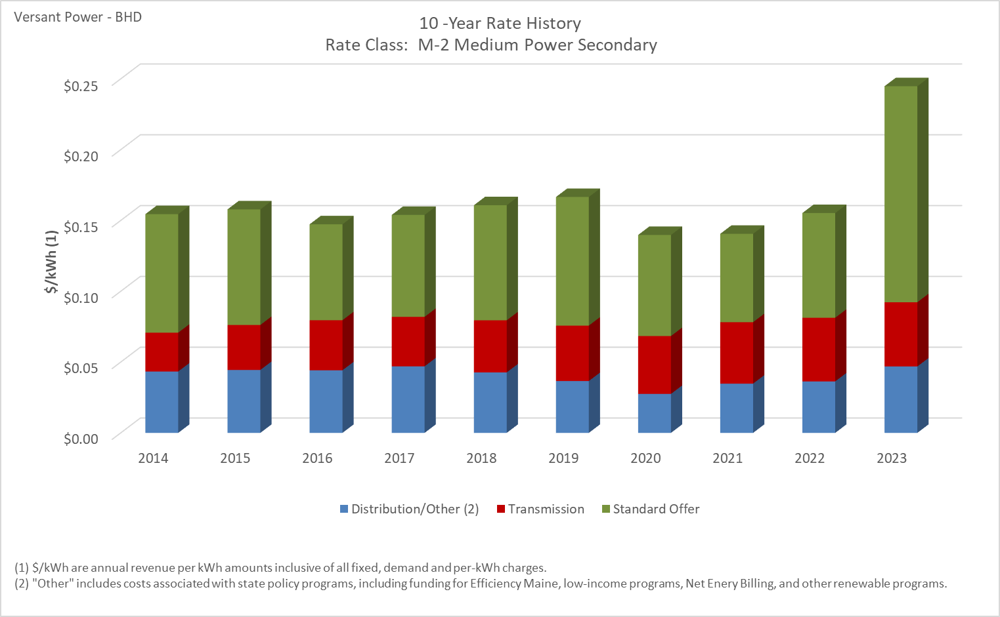 Versant Power - BHD
10 -Year Rate History
Rate Class:  M-2 Medium Power Secondary
$0.25
$0.20
$0.15
$0.10
$0.05
$0.00
$/kWh (1)
2014 2015 2016 2017 2018 2019 2020 2021 2022 2023
Distribution/Other (2) Transmission Standard Offer
(1) $/kWh are annual revenue per kWh amounts inclusive of all fixed, demand and per-kWh charges.
(2) "Other" includes costs associated with state policy programs, including funding for Efficiency Maine, low-income programs, Net Enery Billing, and other renewable programs.